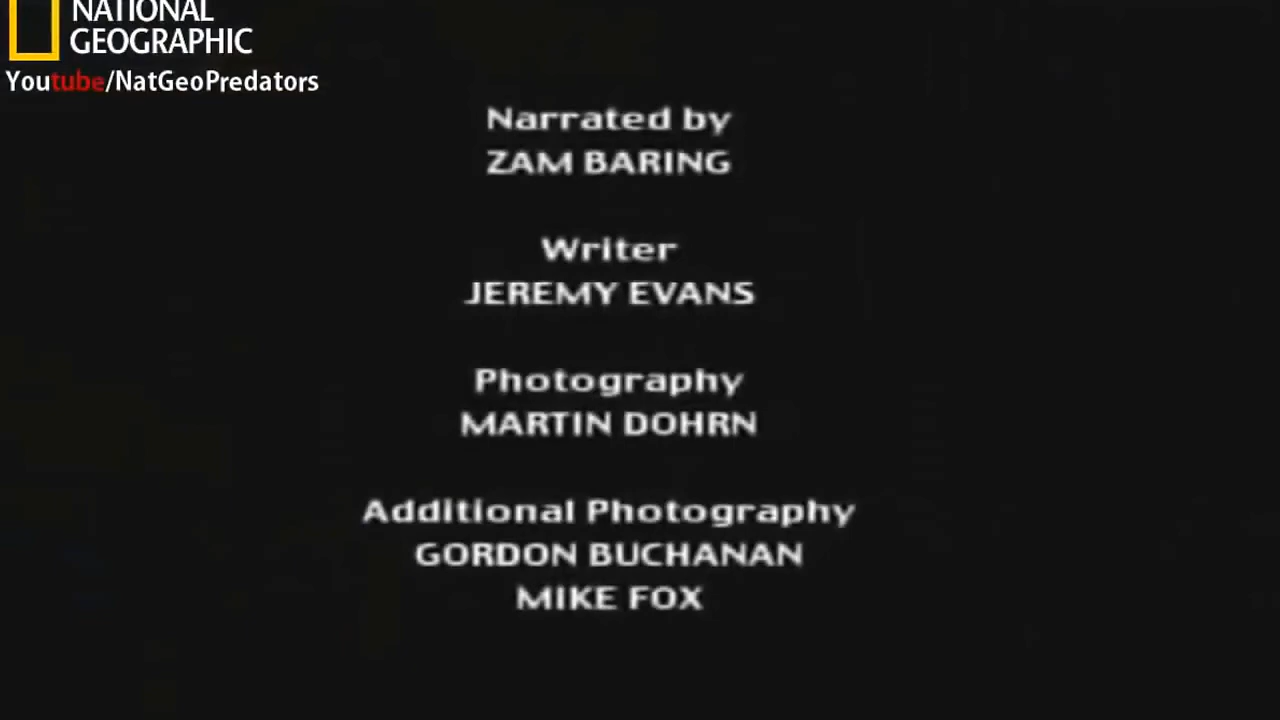 NATIONAL
GEOGRAPHIC
Youtube/NatGeoPredators
Narrated by
ZAM BARING
Writer
JEREMY EVANS
Photography
MARTIN DOHRN
Additional Photography
GORDON BUCHANAN
MIKE FOX